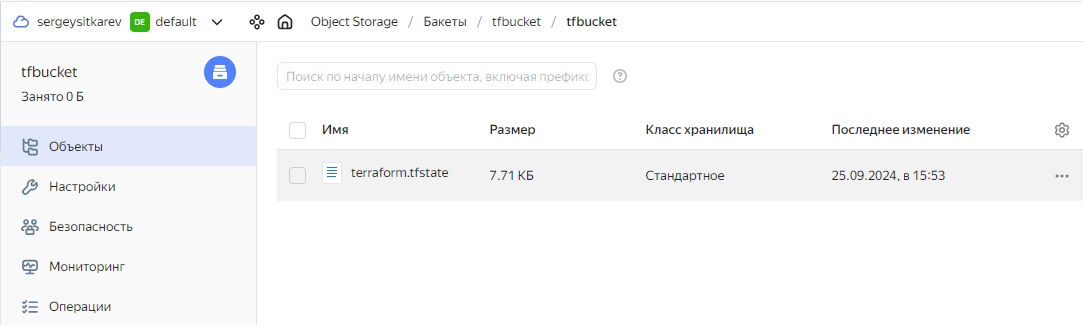 sergeysitkarev DE default Object Storage / Бакеты / tfbucket / tfbucket
tfbucket
Занято 0 Б
Объекты
Настройки
Безопасность
Мониторинг
Операции
Поиск по началу имени объекта, включая префикс
Имя Размер Класс хранилища Последнее изменение
terraform.tfstate 7.71 КБ Стандартное 25.09.2024, в 15:53